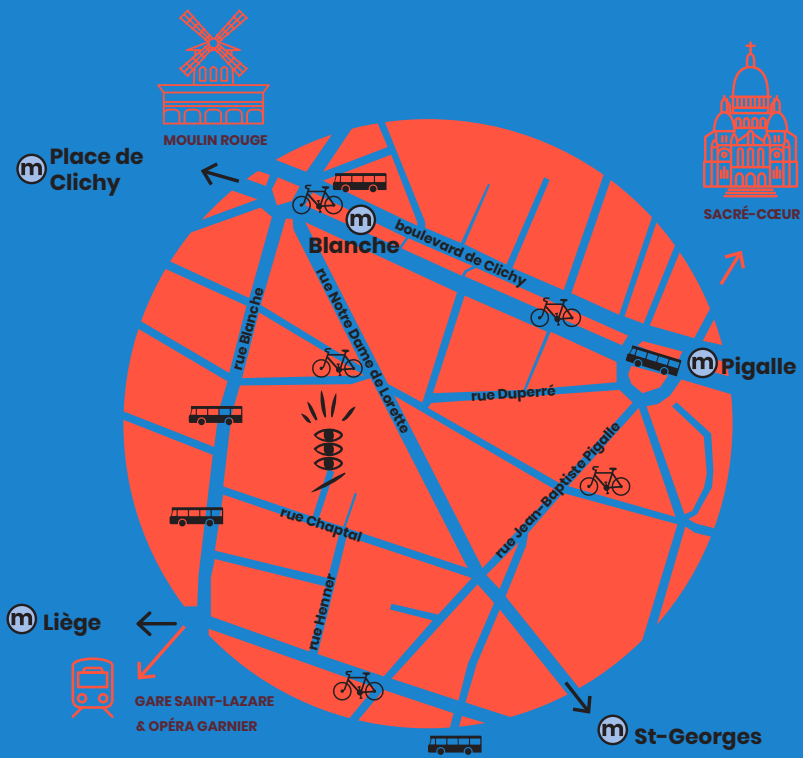 MOULIN ROUGE
SACRÉ-CŒUR
m Place de
Clichy
m
Blanche
boulevard de Clichy
rue Blanche
rue Notre Dame de Lorette
m Pigalle
rue Duperré
rue Jean-Baptiste Pigalle
rue Chaptal
rue Henner
m Liège
GARE SAINT-LAZARE
& OPÉRA GARNIER
m St-Georges